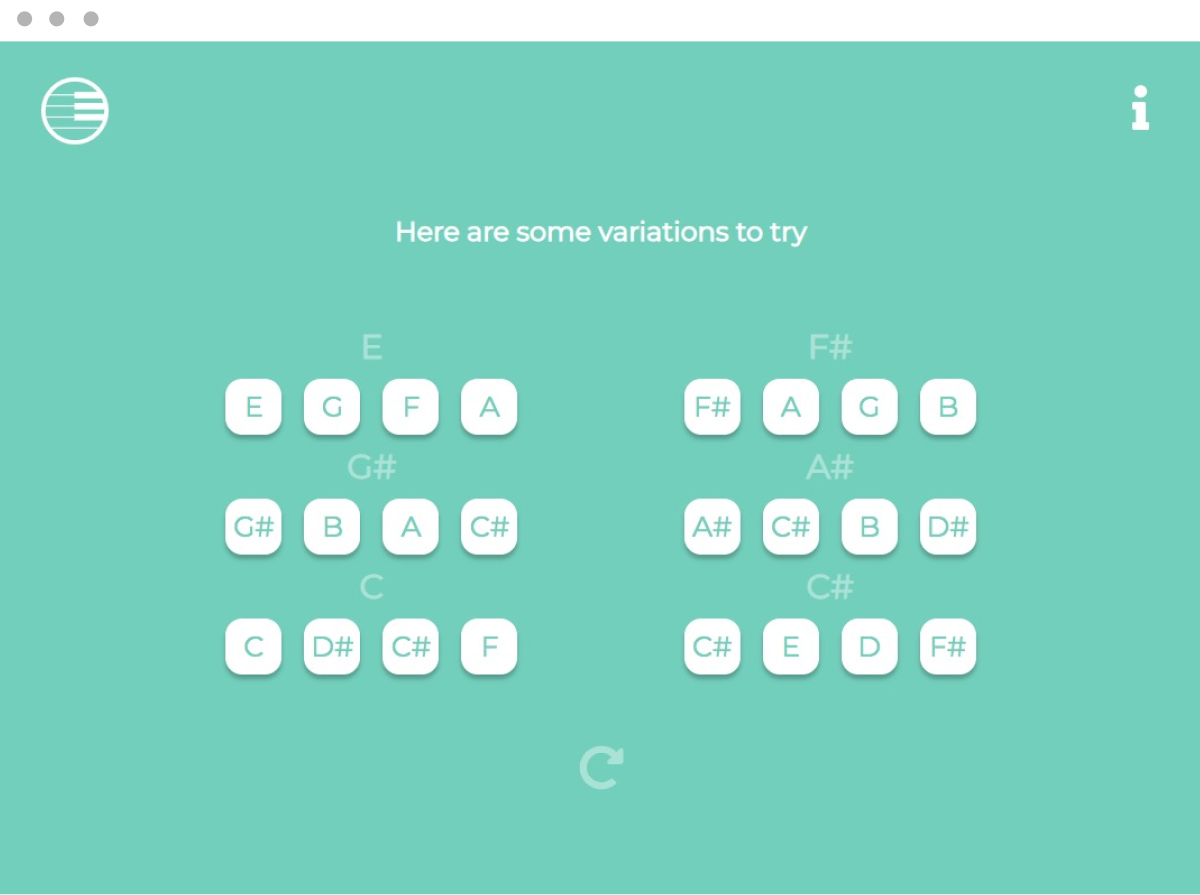 Here are some variations to try
E
E G F A
F#
F# A G B
G#
G# B A C#
A#
A# C# B D#
C
C D# C# F
C#
C# E D F#